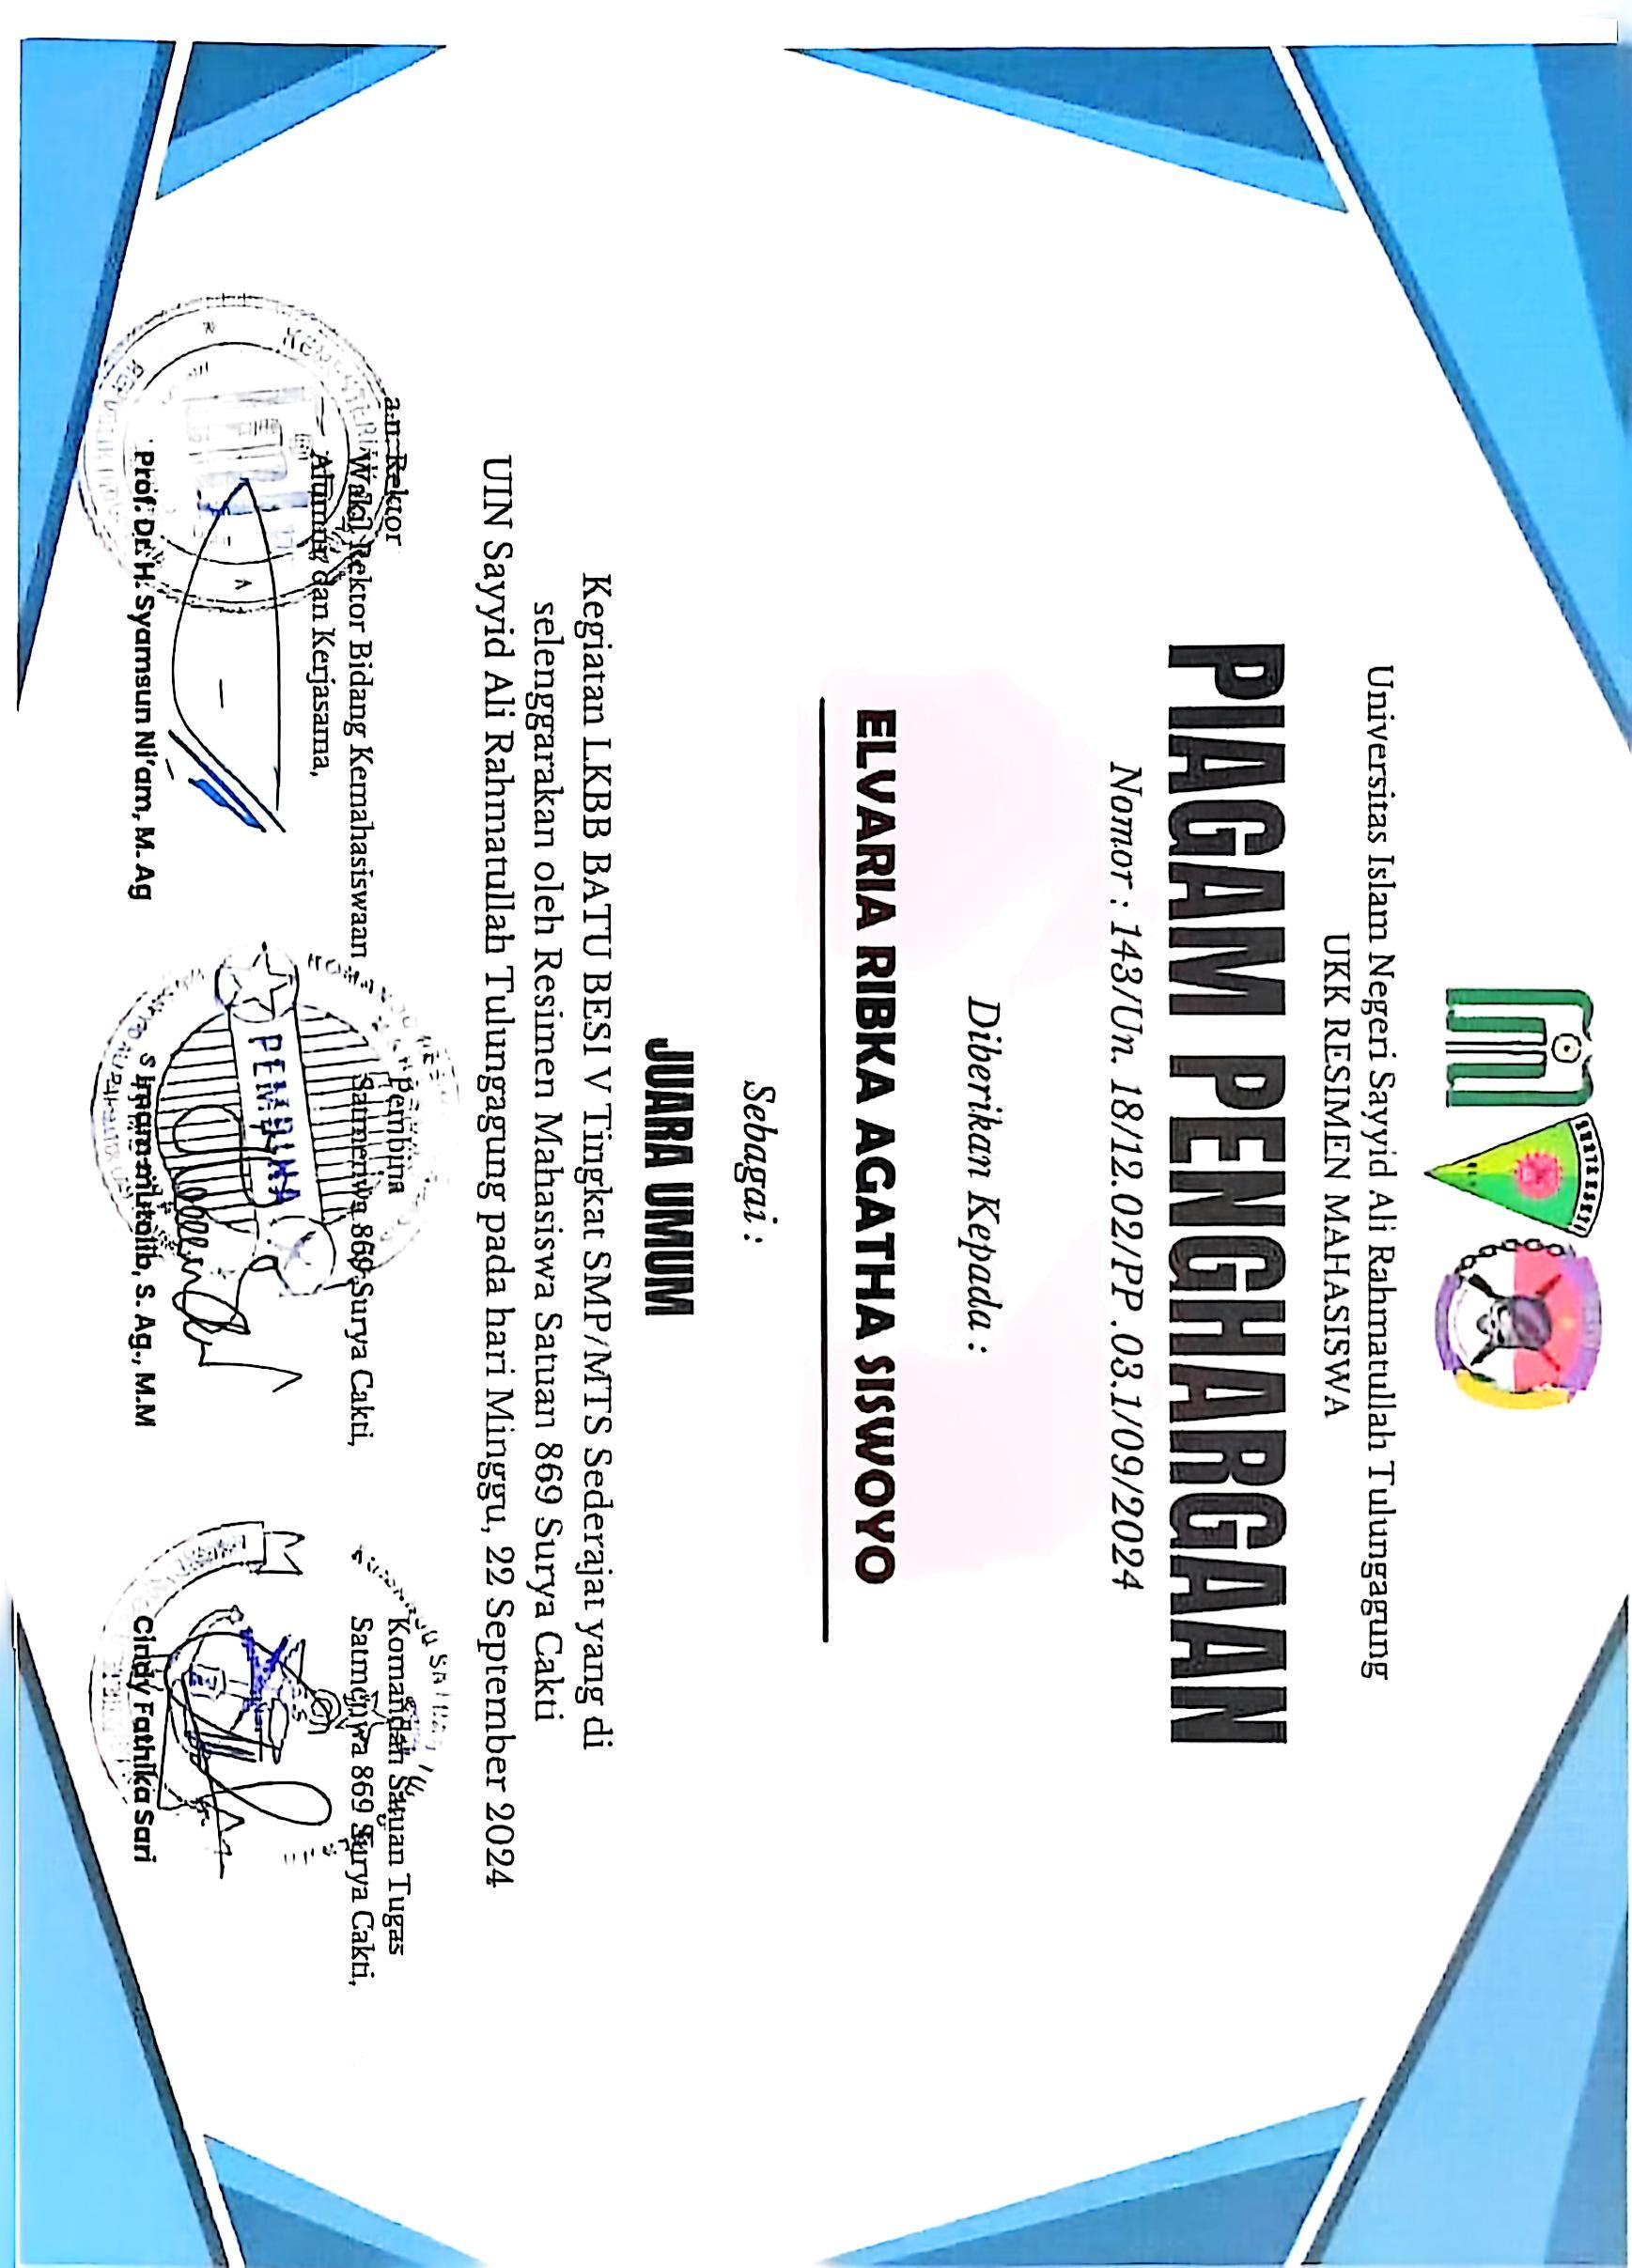 Universitas Islam Negeri Sayyid Ali Rahmatullah Tulungagung
UKK RESIMEN MAHASISWA
PIAGAM PENGHARGAAN
Nomor : 143/Un. 18/12.02/PP .03.1/09/2024
Diberikan Kepada :
ELVARIA RIBKA AGATHA SISWOYO
Sebagai :
JUARA UMUM
Kegiatan LKBB BATU BESI V Tingkat SMP/MTS Sederajat yang di
selenggarakan oleh Resimen Mahasiswa Satuan 869 Surya Cakti
UIN Sayyid Ali Rahmatullah Tulungagung pada hari Minggu, 22 September 2024
a.n. Rektor
Wakil Rektor Bidang Kemahasiswaan
Alumni, dan Kerjasama,
Prof. Dr. H. Syamsun Ni'am, M. Ag
Pembina
Satmenwa 869 Surya Cakti,
PEMBINA
Imam mutolib, S. Ag., M.M
Komandan Satuan Tugas
Satmenwa 869 Surya Cakti,
Cindy Fathika Sari